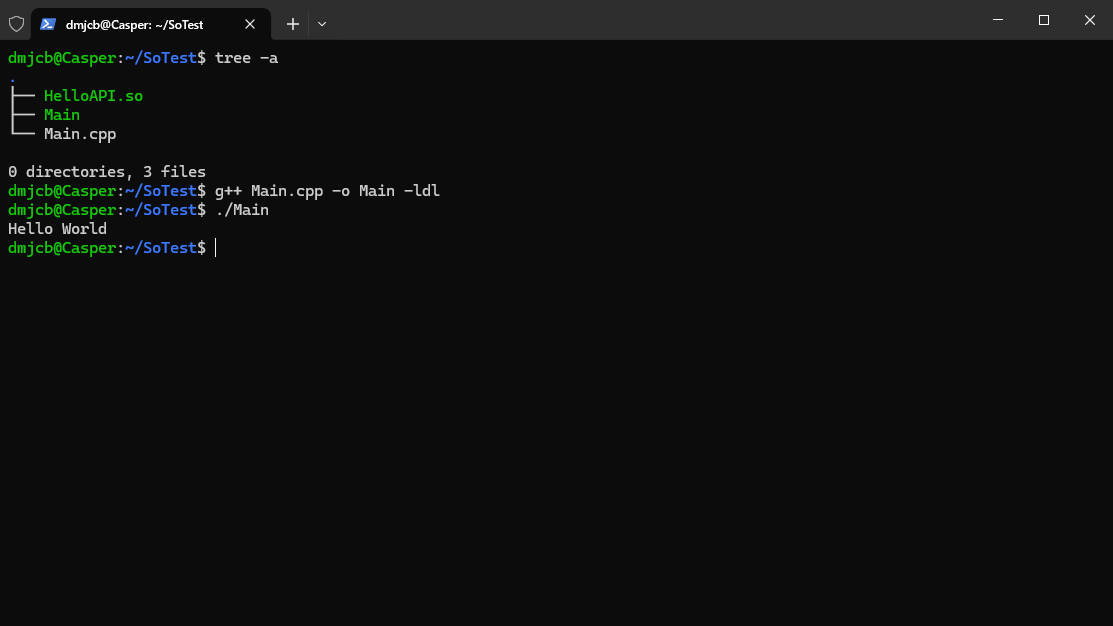 dmjcb@Casper: ~/SoTest
dmjcb@Casper:~/SoTest$ tree -a
.
├── HelloAPI.so
├── Main
└── Main.cpp
0 directories, 3 files
dmjcb@Casper:~/SoTest$ g++ Main.cpp -o Main -ldl
dmjcb@Casper:~/SoTest$ ./Main
Hello World
dmjcb@Casper:~/SoTest$